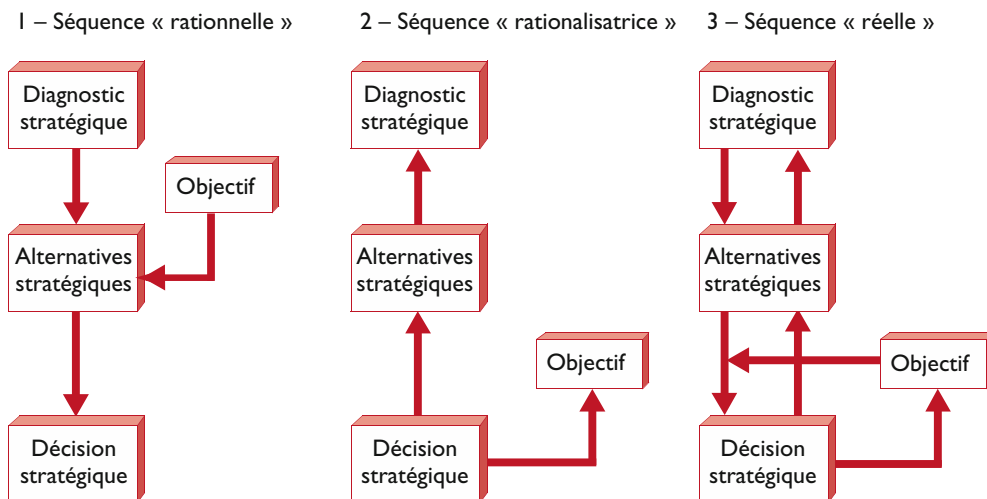 1 – Séquence « rationnelle »
Diagnostic
stratégique
Objectif
Alternatives
stratégiques
Décision
stratégique
2 – Séquence « rationalisatrice »
Diagnostic
stratégique
Alternatives
stratégiques
Objectif
Décision
stratégique
3 – Séquence « réelle »
Diagnostic
stratégique
Alternatives
stratégiques
Objectif
Décision
stratégique